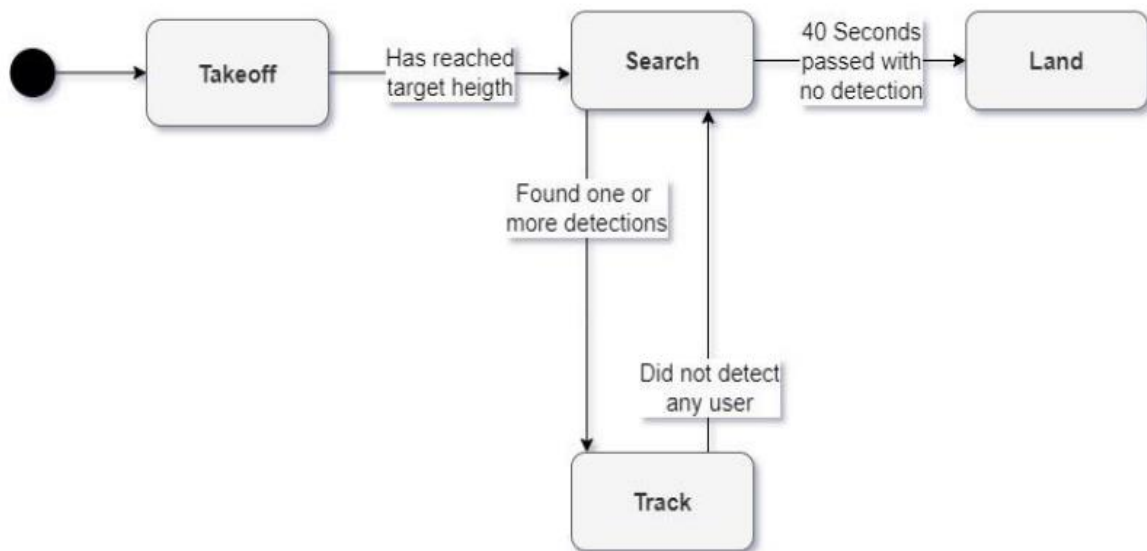 Takeoff
Has reached
target heigth
Search
40 Seconds
passed with
no detection
Land
Found one or
more detections
Did not detect
any user
Track